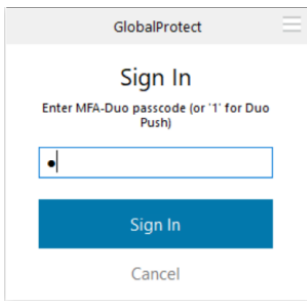 GlobalProtect
Sign In
Enter MFA-Duo passcode (or `1` for Duo
Push)
Sign In
Cancel